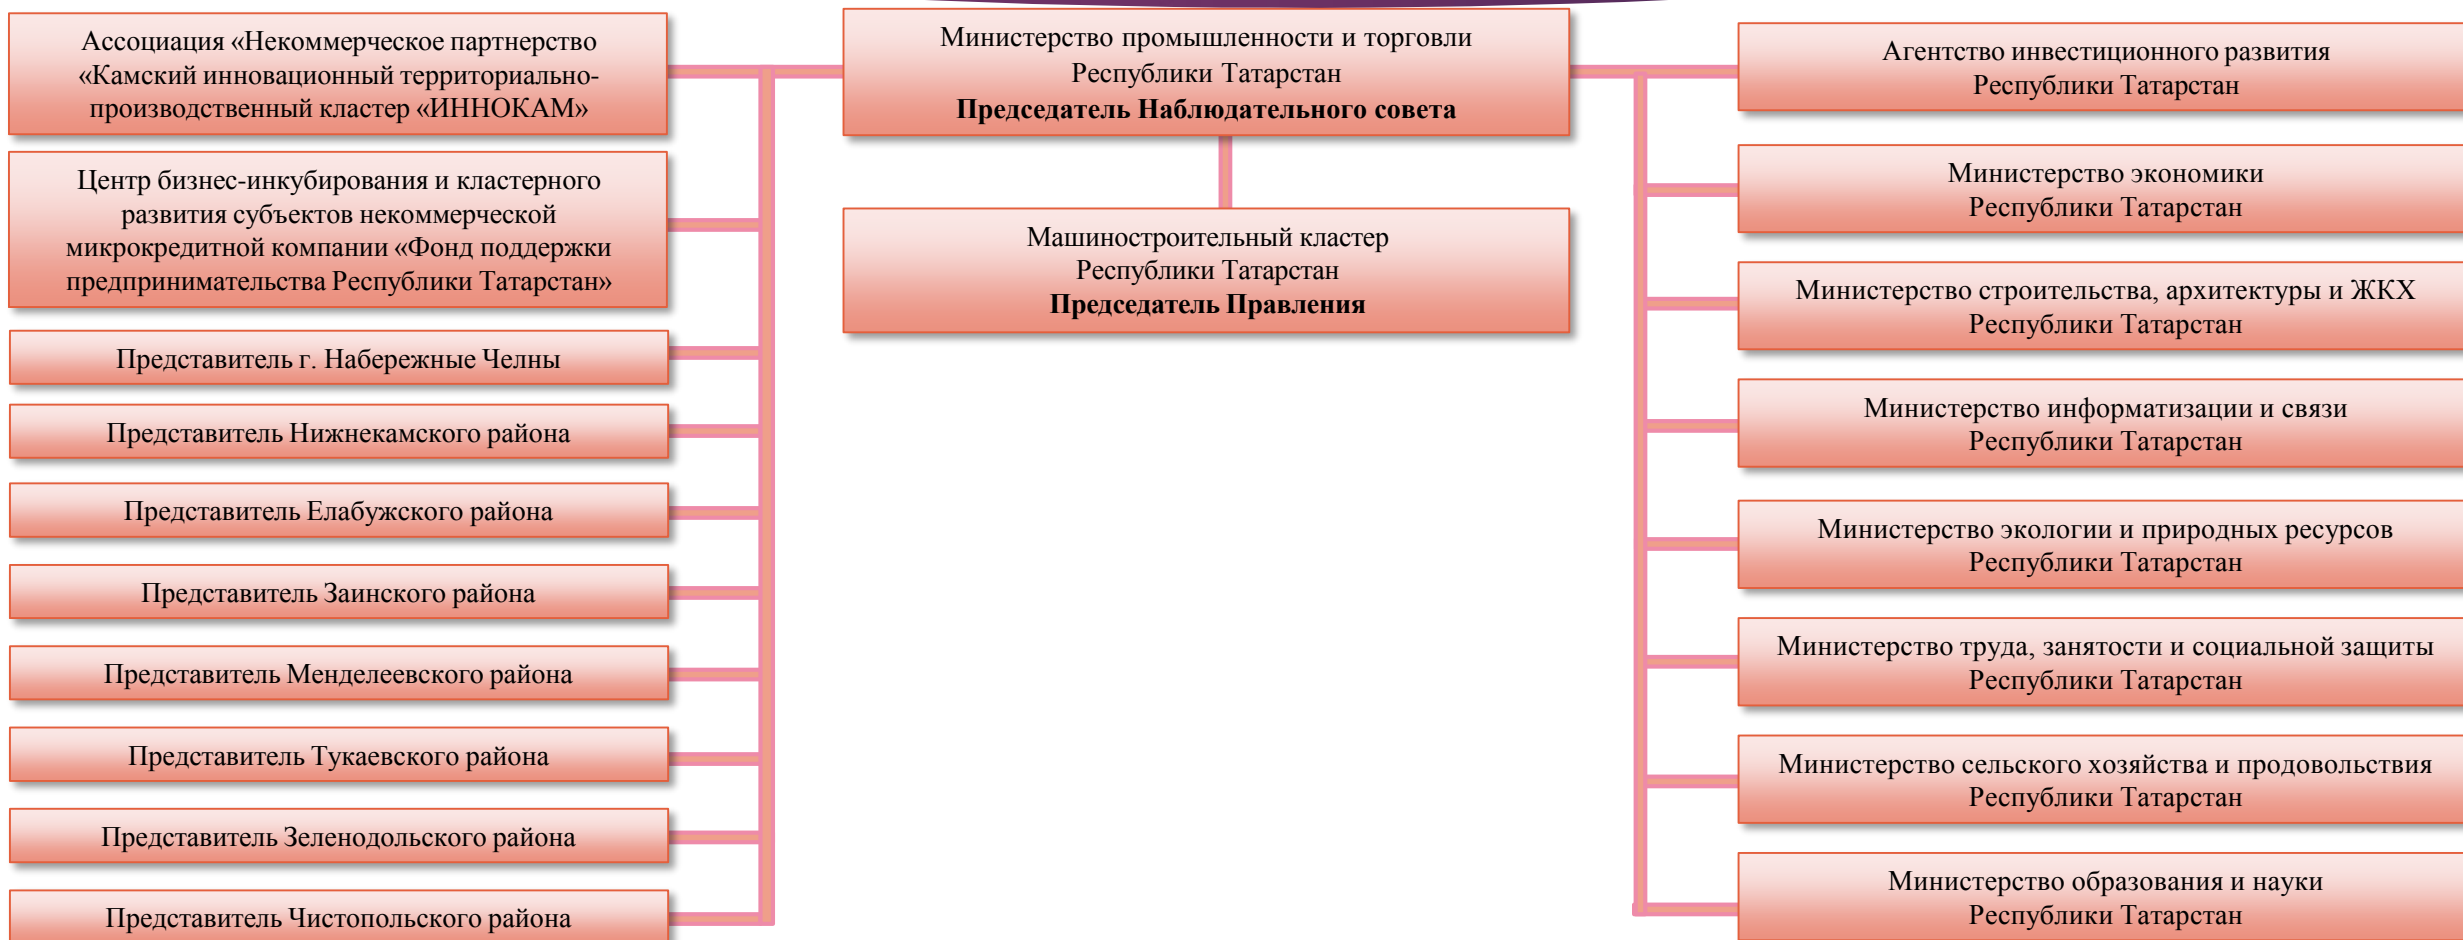 Ассоциация «Некоммерческое партнерство
«Камский инновационный территориально-
производственный кластер «ИННОКАМ»
Центр бизнес-инкубирования и кластерного
развития субъектов некоммерческой
микрокредитной компании «Фонд поддержки
предпринимательства Республики Татарстан»
Представитель г. Набережные Челны
Представитель Нижнекамского района
Представитель Елабужского района
Представитель Заинского района
Представитель Менделеевского района
Представитель Тукаевского района
Представитель Зеленодольского района
Представитель Чистопольского района
Министерство промышленности и торговли
Республики Татарстан
Председатель Наблюдательного совета
Машиностроительный кластер
Республики Татарстан
Председатель Правления
Агентство инвестиционного развития
Республики Татарстан
Министерство экономики
Республики Татарстан
Министерство строительства, архитектуры и ЖКХ
Республики Татарстан
Министерство информатизации и связи
Республики Татарстан
Министерство экологии и природных ресурсов
Республики Татарстан
Министерство труда, занятости и социальной защиты
Республики Татарстан
Министерство сельского хозяйства и продовольствия
Республики Татарстан
Министерство образования и науки
Республики Татарстан